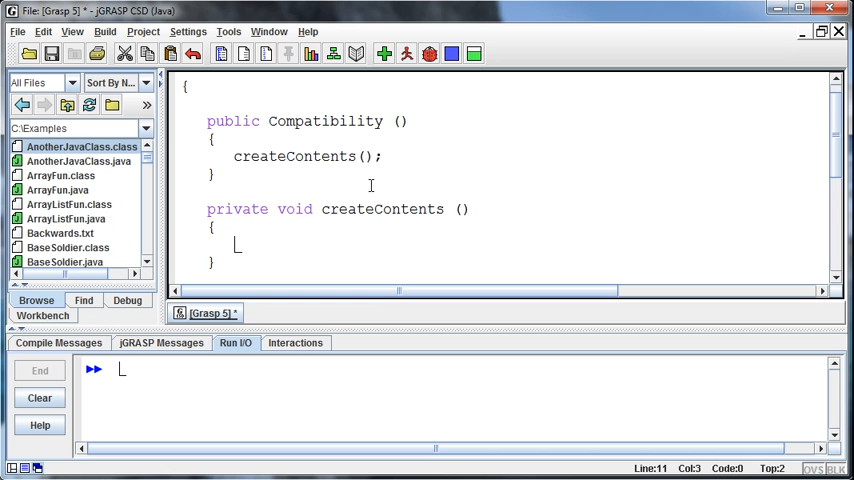 File: [Grasp 5] * - jGRASP CSD (Java)
File Edit View Build Project Settings Tools Window Help
All Files Sort By N...
C:\Examples
AnotherJavaClass.class
AnotherJavaClass.java
ArrayFun.class
ArrayFun.java
ArrayListFun.class
ArrayListFun.java
Backwards.txt
BaseSoldier.class
BaseSoldier.java
Browse Find Debug
Workbench
{
public Compatibility ()
{
createContents();
}
private void createContents ()
{
}
[Grasp 5] *
Compile Messages jGRASP Messages Run I/O Interactions
End
Clear
Help
Line:11 Col:3 Code:0 Top:2 OVS BLK